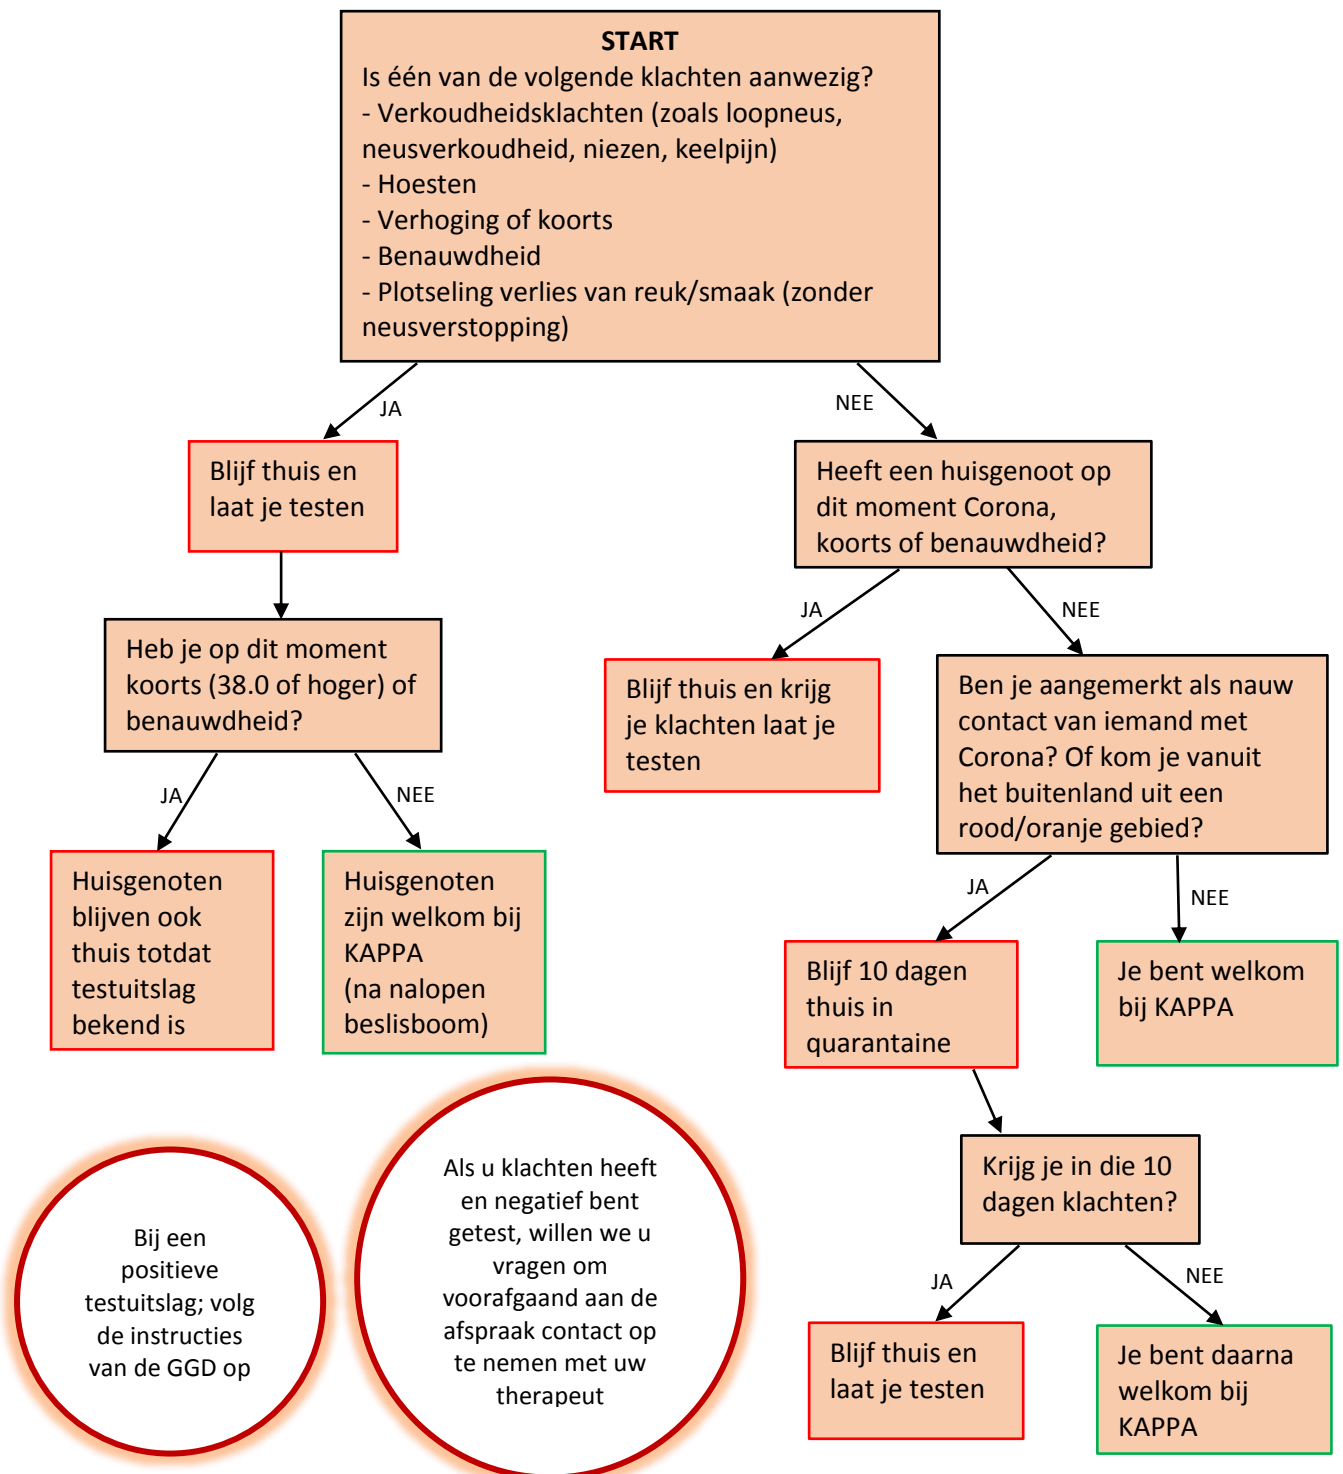 START
Is één van de volgende klachten aanwezig?
- Verkoudheidsklachten (zoals loopneus,
neusverkoudheid, niezen, keelpijn)
- Hoesten
- Verhoging of koorts
- Benauwdheid
- Plotseling verlies van reuk/smaak (zonder
neusverstopping)
JA
NEE
Blijf thuis en
laat je testen
Heeft een huisgenoot op
dit moment Corona,
koorts of benauwdheid?
JA
NEE
Heb je op dit moment
koorts (38.0 of hoger) of
benauwdheid?
Blijf thuis en krijg
je klachten laat je
testen
Ben je aangemerkt als nauw
contact van iemand met
Corona? Of kom je vanuit
het buitenland uit een
rood/oranje gebied?
JA
NEE
JA
NEE
Huisgenoten
blijven ook
thuis totdat
testuitslag
bekend is
Huisgenoten
zijn welkom bij
KAPPA
(na nalopen
beslisboom)
Blijf 10 dagen
thuis in
quarantaine
Je bent welkom
bij KAPPA
Krijg je in die 10
dagen klachten?
JA
NEE
Bij een
positieve
testuitslag; volg
de instructies
van de GGD op
Als u klachten heeft
en negatief bent
getest, willen we u
vragen om
voorafgaand aan de
afspraak contact op
te nemen met uw
therapeut
Blijf thuis en
laat je testen
Je bent daarna
welkom bij
KAPPA